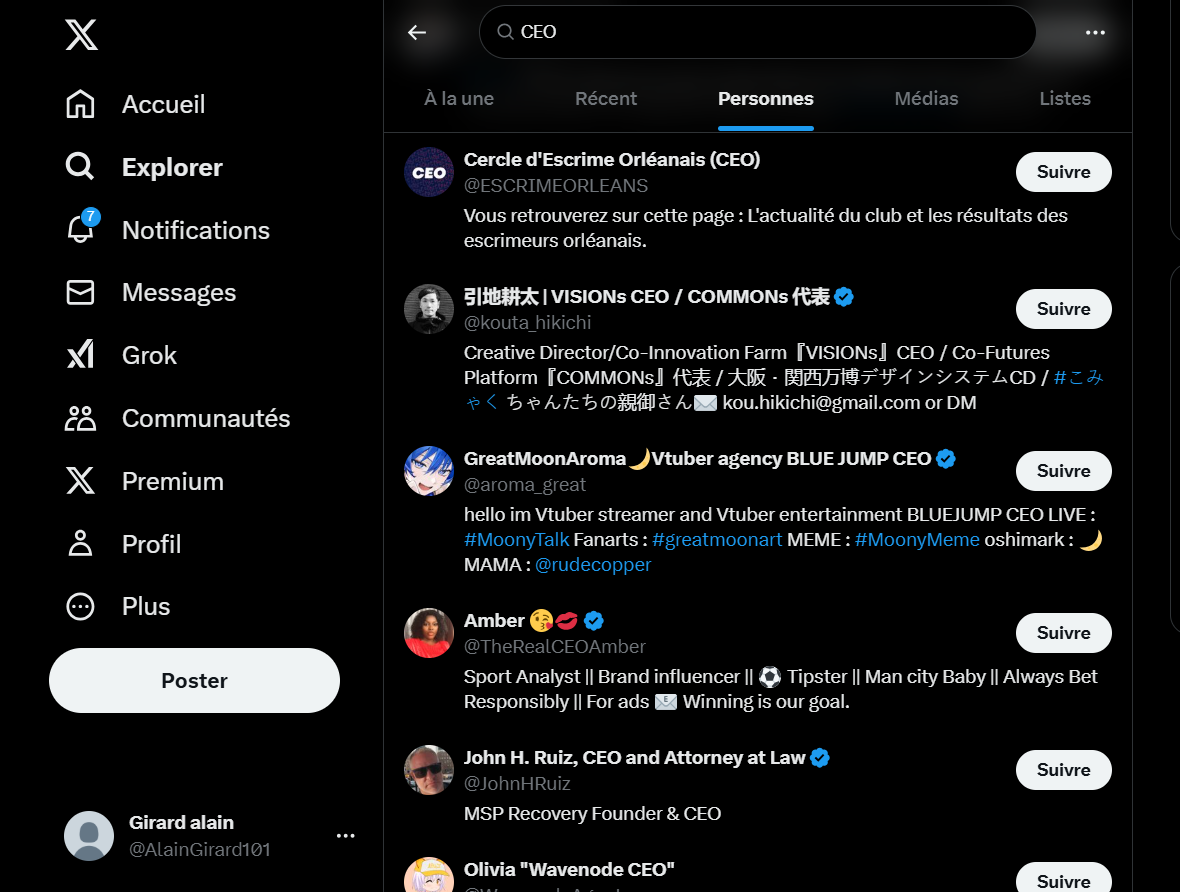 CEO
À la une
Récent
Personnes
Médias
Listes
Accueil
Explorer
7
Notifications
Messages
Grok
Communautés
Premium
Profil
Plus
Poster
Girard alain
@AlainGirard101
CEO
Cercle d'Escrime Orléanais (CEO)
@ESCRIMEORLEANS
Suivre
Vous retrouverez sur cette page : L'actualité du club et les résultats des
escrimeurs orléanais.
引地耕太 | VISIONs CEO / COMMONs 代表
@kouta_hikichi
Suivre
Creative Director/Co-Innovation Farm『VISIONs』CEO / Co-Futures
Platform『COMMONs』代表 / 大阪・関西万博デザインシステムCD / #こみ
ゃく ちゃんたちの親御さん✉️ kou.hikichi@gmail.com or DM
GreatMoonAroma🌙Vtuber agency BLUE JUMP CEO
@aroma_great
Suivre
hello im Vtuber streamer and Vtuber entertainment BLUEJUMP CEO LIVE :
#MoonyTalk Fanarts : #greatmoonart MEME : #MoonyMeme oshimark : 🌙
MAMA : @rudecopper
Amber 😘💋
@TheRealCEOAmber
Suivre
Sport Analyst || Brand influencer || ⚽ Tipster || Man city Baby || Always Bet
Responsibly || For ads 📧 Winning is our goal.
John H. Ruiz, CEO and Attorney at Law
@JohnHRuiz
Suivre
MSP Recovery Founder & CEO
Olivia "Wavenode CEO"
Suivre